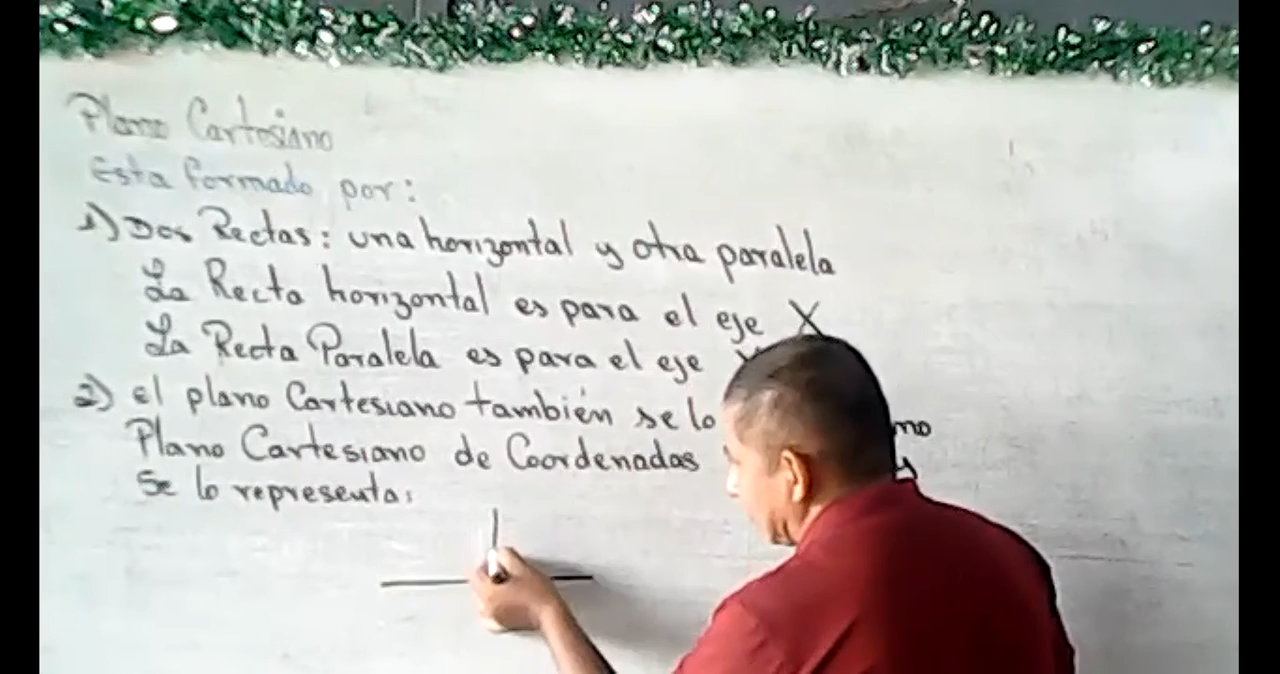 Plano Cartesiano
Esta formado por:
1) Dos Rectas: una horizontal y otra paralela
La Recta horizontal es para el eje X
La Recta Paralela es para el eje
2) el plano Cartesiano también se lo
Plano Cartesiano de Coordenadas
Se lo representa: